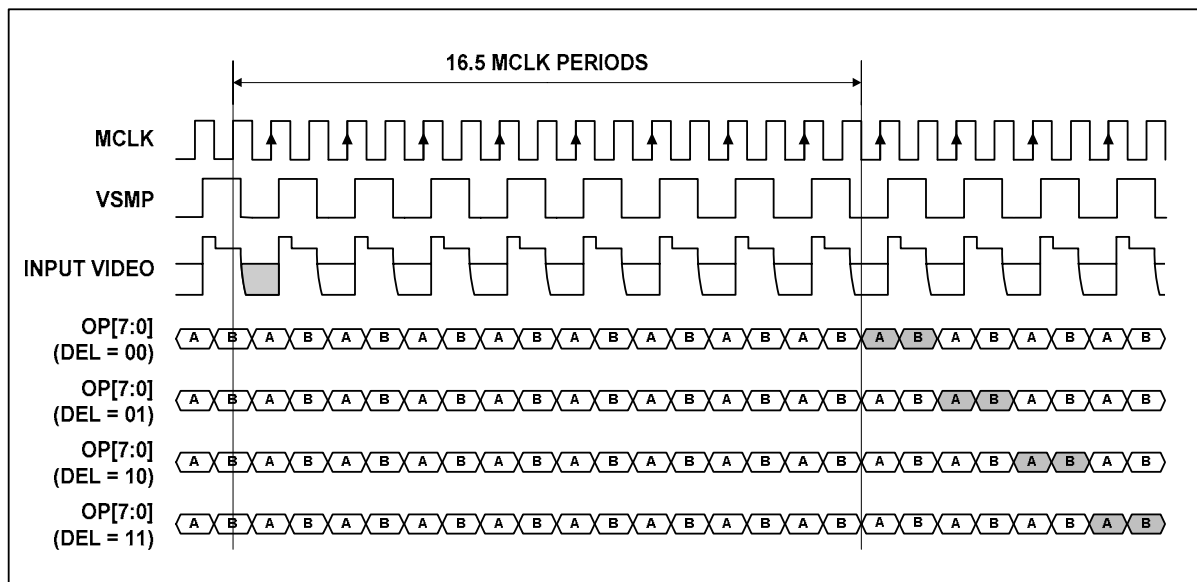 16.5 MCLK PERIODS
MCLK
VSMP
INPUT VIDEO
OP[7:0]
(DEL = 00)
A B A B A B A B A B A B A B A B A B A B A B A B A B
OP[7:0]
(DEL = 01)
A B A B A B A B A B A B A B A B A B A B A B A B A B
OP[7:0]
(DEL = 10)
A B A B A B A B A B A B A B A B A B A B A B A B A B
OP[7:0]
(DEL = 11)
A B A B A B A B A B A B A B A B A B A B A B A B A B